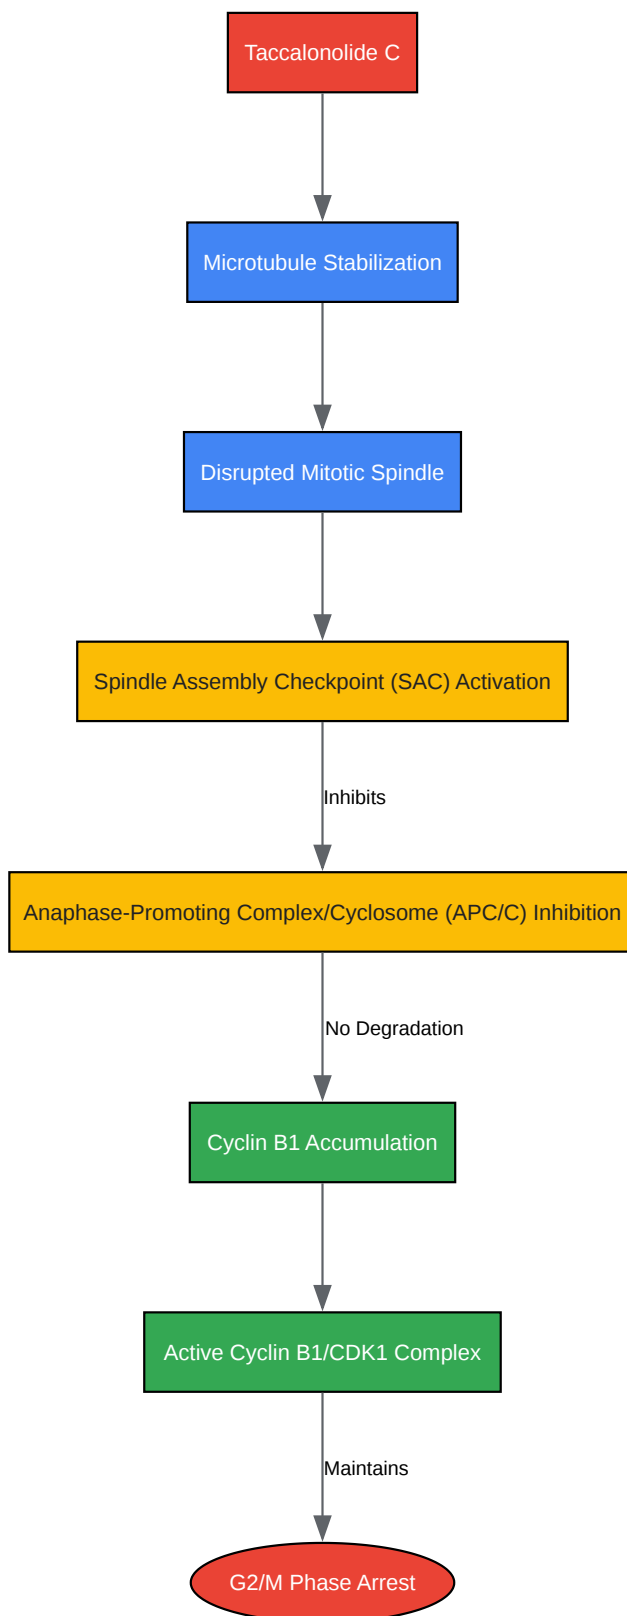 Taccalonolide C
Microtubule Stabilization
Disrupted Mitotic Spindle
Spindle Assembly Checkpoint (SAC) Activation
Inhibits
Anaphase-Promoting Complex/Cyclosome (APC/C) Inhibition
No Degradation
Cyclin B1 Accumulation
Active Cyclin B1/CDK1 Complex
Maintains
G2/M Phase Arrest